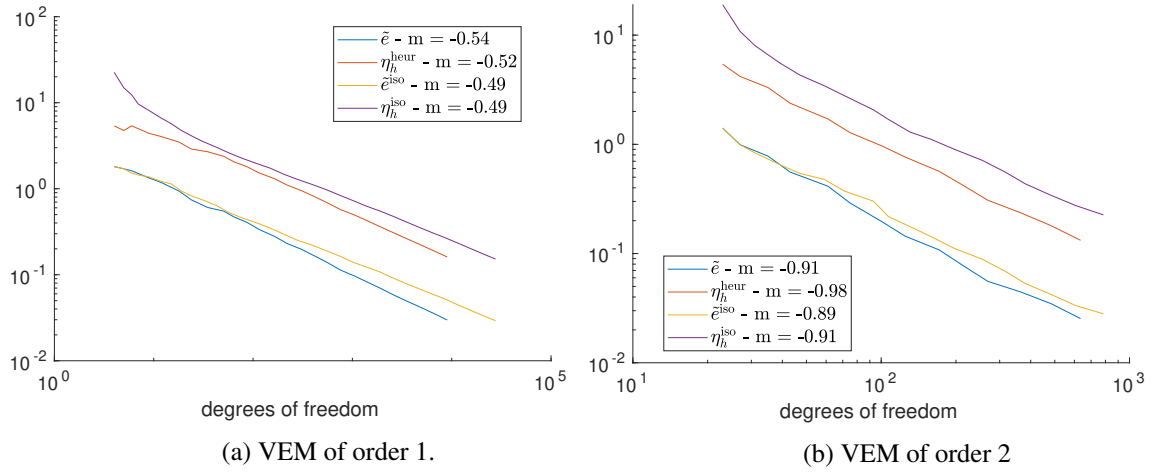 10^2
10^1
10^0
10^-1
10^-2
10^0
10^5
degrees of freedom
ẽ - m = -0.54
η_h^heur - m = -0.52
ẽ^iso - m = -0.49
η_h^iso - m = -0.49
(a) VEM of order 1.
10^1
10^0
10^-1
10^-2
10^1
10^2
10^3
degrees of freedom
ẽ - m = -0.91
η_h^heur - m = -0.98
ẽ^iso - m = -0.89
η_h^iso - m = -0.91
(b) VEM of order 2